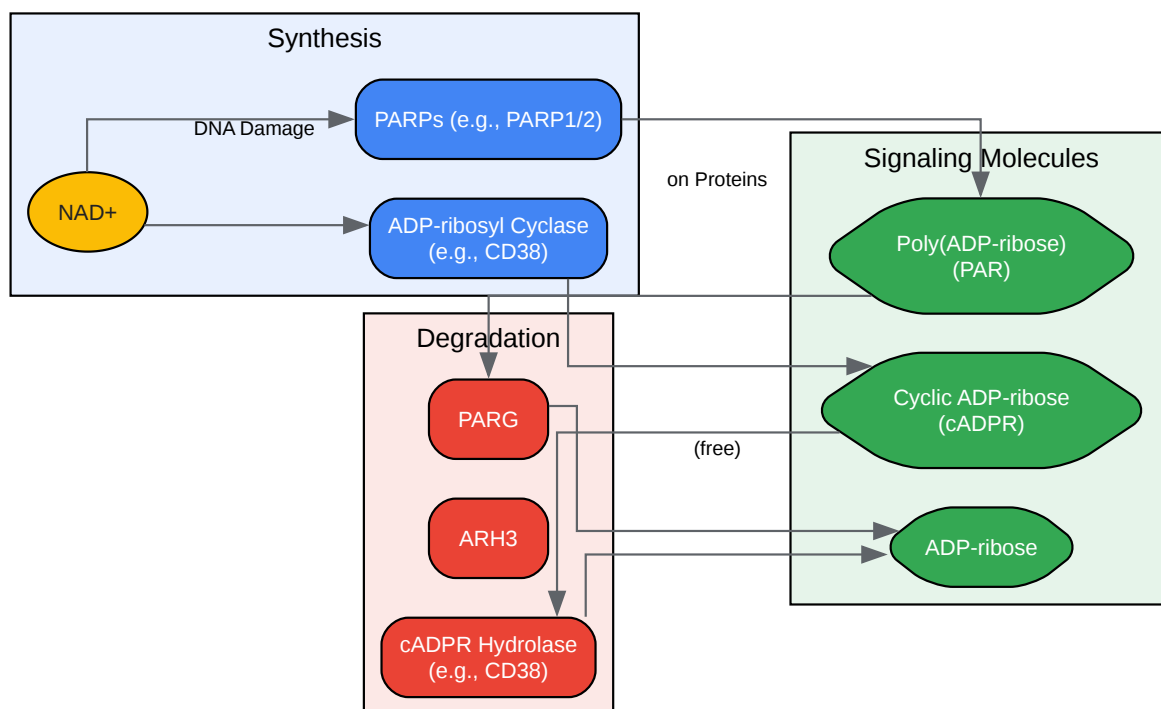 Synthesis
PARPs (e.g., PARP1/2)
DNA Damage
NAD+
ADP-ribosyl Cyclase
(e.g., CD38)
on Proteins
Signaling Molecules
Poly(ADP-ribose)
(PAR)
Degradation
PARG
Cyclic ADP-ribose
(cADPR)
(free)
ARH3
ADP-ribose
cADPR Hydrolase
(e.g., CD38)